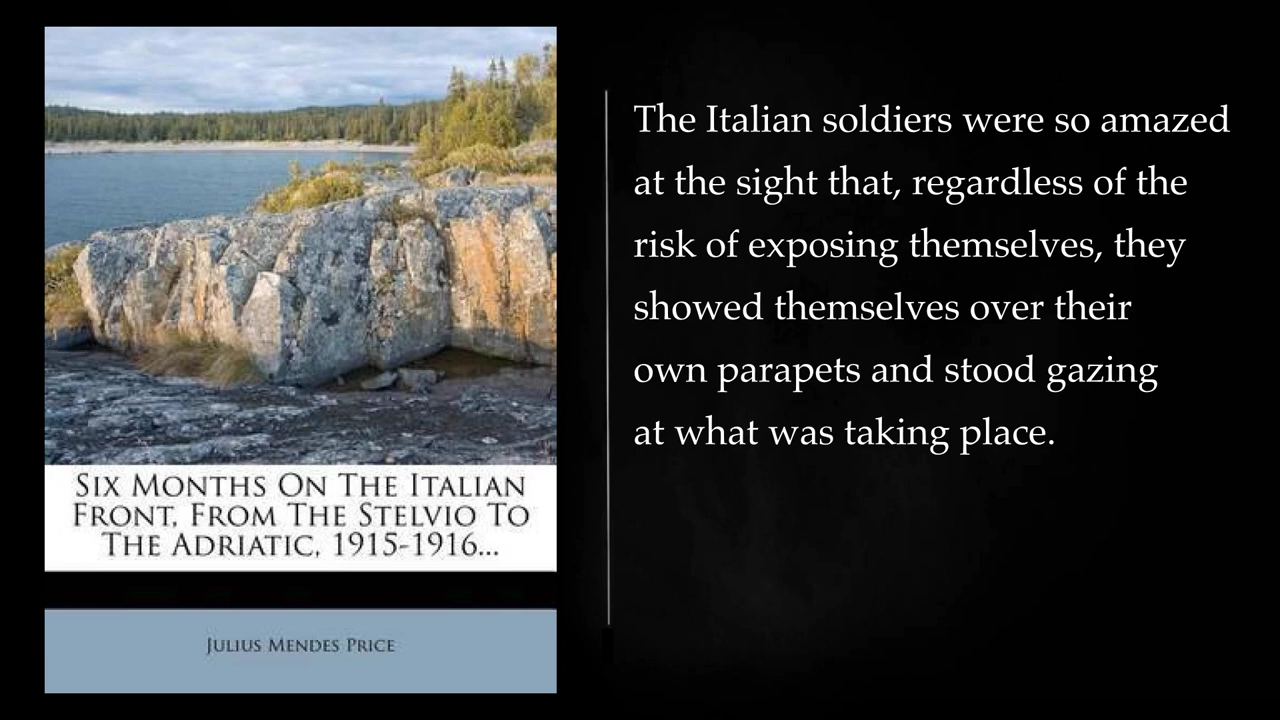 Six Months On The Italian
Front, From The Stelvio To
The Adriatic, 1915-1916...
Julius Mendes Price
The Italian soldiers were so amazed
at the sight that, regardless of the
risk of exposing themselves, they
showed themselves over their
own parapets and stood gazing
at what was taking place.